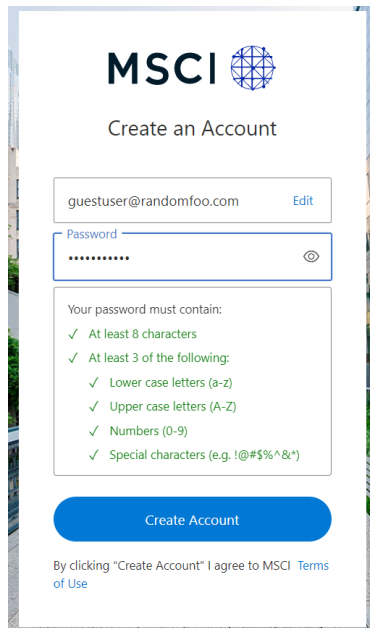 MSCI
Create an Account
guestuser@randomfoo.com Edit
Password
•••••••••••
Your password must contain:
✓ At least 8 characters
✓ At least 3 of the following:
✓ Lower case letters (a-z)
✓ Upper case letters (A-Z)
✓ Numbers (0-9)
✓ Special characters (e.g. !@#$%^&*)
Create Account
By clicking “Create Account” I agree to MSCI Terms
of Use